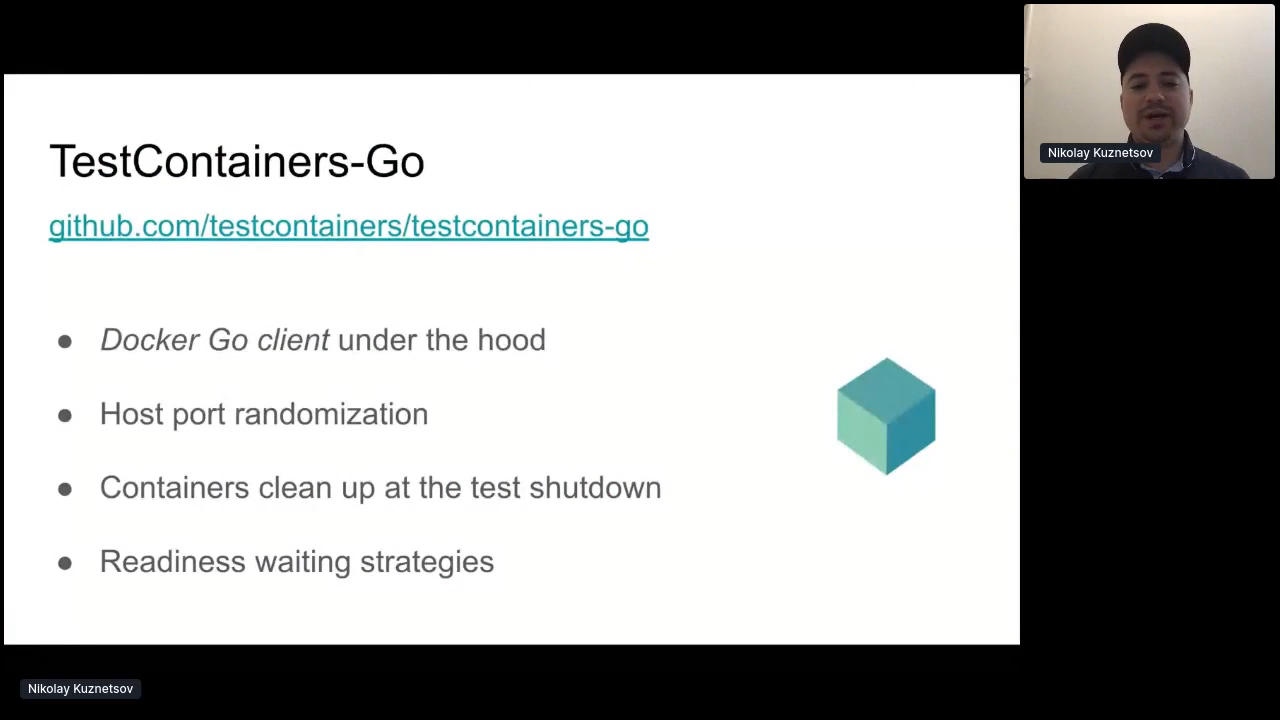 TestContainers-Go
github.com/testcontainers/testcontainers-go
● Docker Go client under the hood
● Host port randomization
● Containers clean up at the test shutdown
● Readiness waiting strategies
Nikolay Kuznetsov
Nikolay Kuznetsov